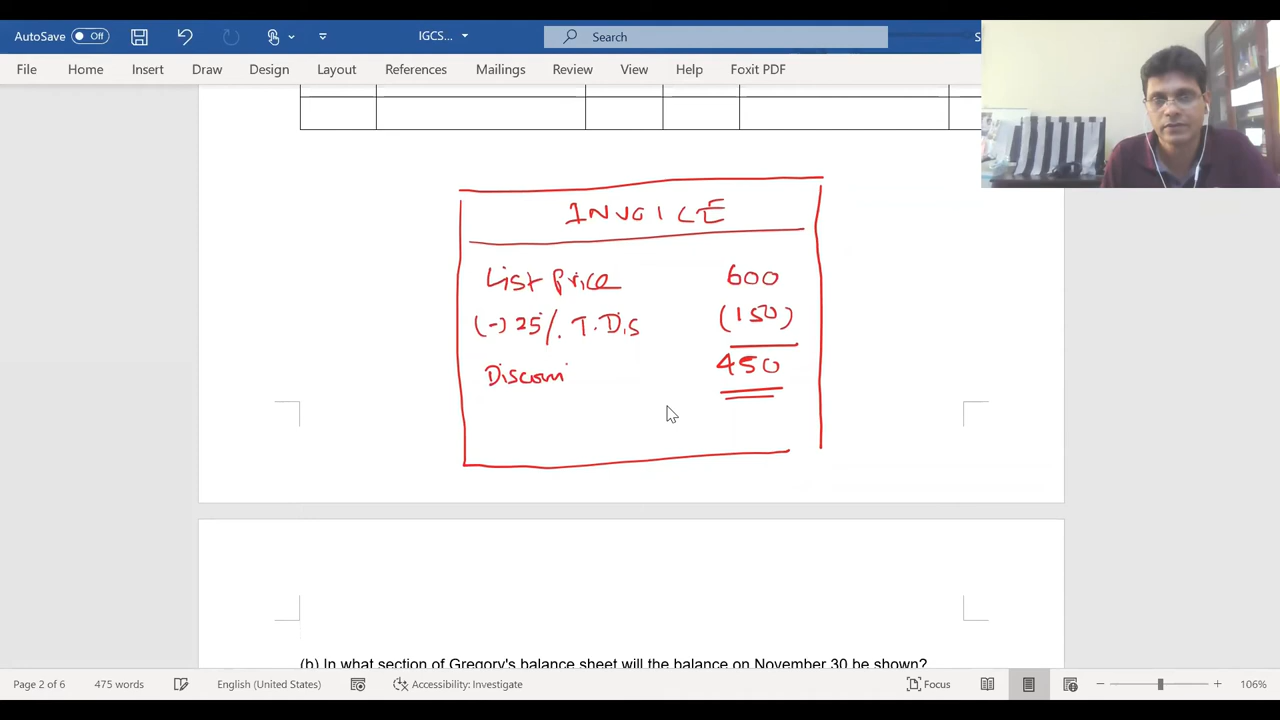 AutoSave Off IGCS... Search S
File Home Insert Draw Design Layout References Mailings Review View Help Foxit PDF
INVOICE
List Price 600
(-) 25%. T. Dis (150)
Discoun 450
(b) In what section of Gregory's balance sheet will the balance on November 30 be shown?
Page 2 of 6 475 words English (United States) Accessibility: Investigate Focus 106%